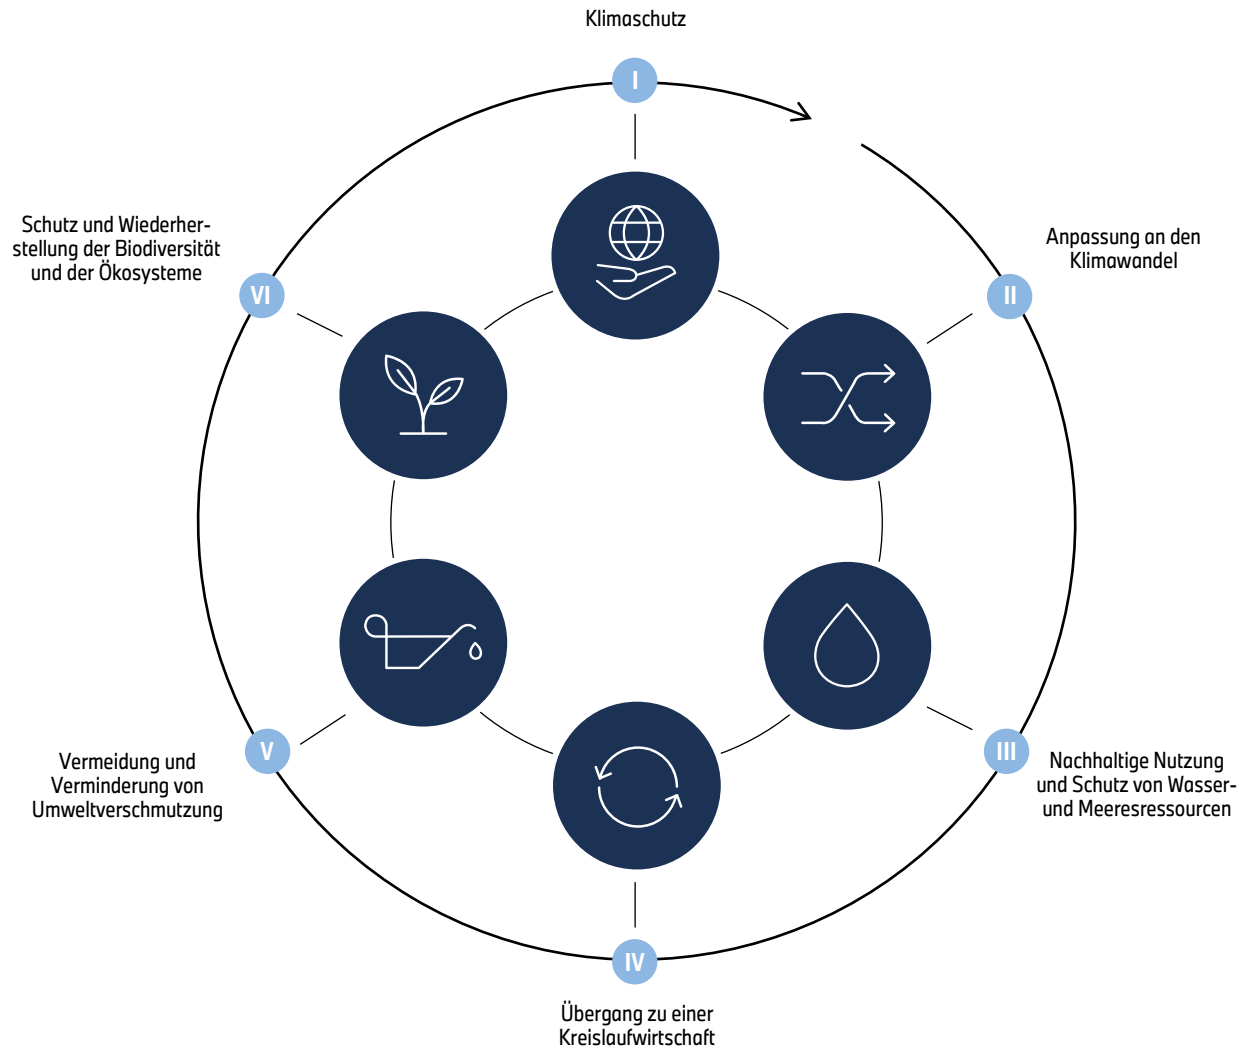 Klimaschutz
I
Anpassung an den
Klimawandel
II
III
Nachhaltige Nutzung
und Schutz von Wasser-
und Meeresressourcen
IV
Übergang zu einer
Kreislaufwirtschaft
V
Vermeidung und
Verminderung von
Umweltverschmutzung
Schutz und Wiederher-
stellung der Biodiversität
und der Ökosysteme
VI